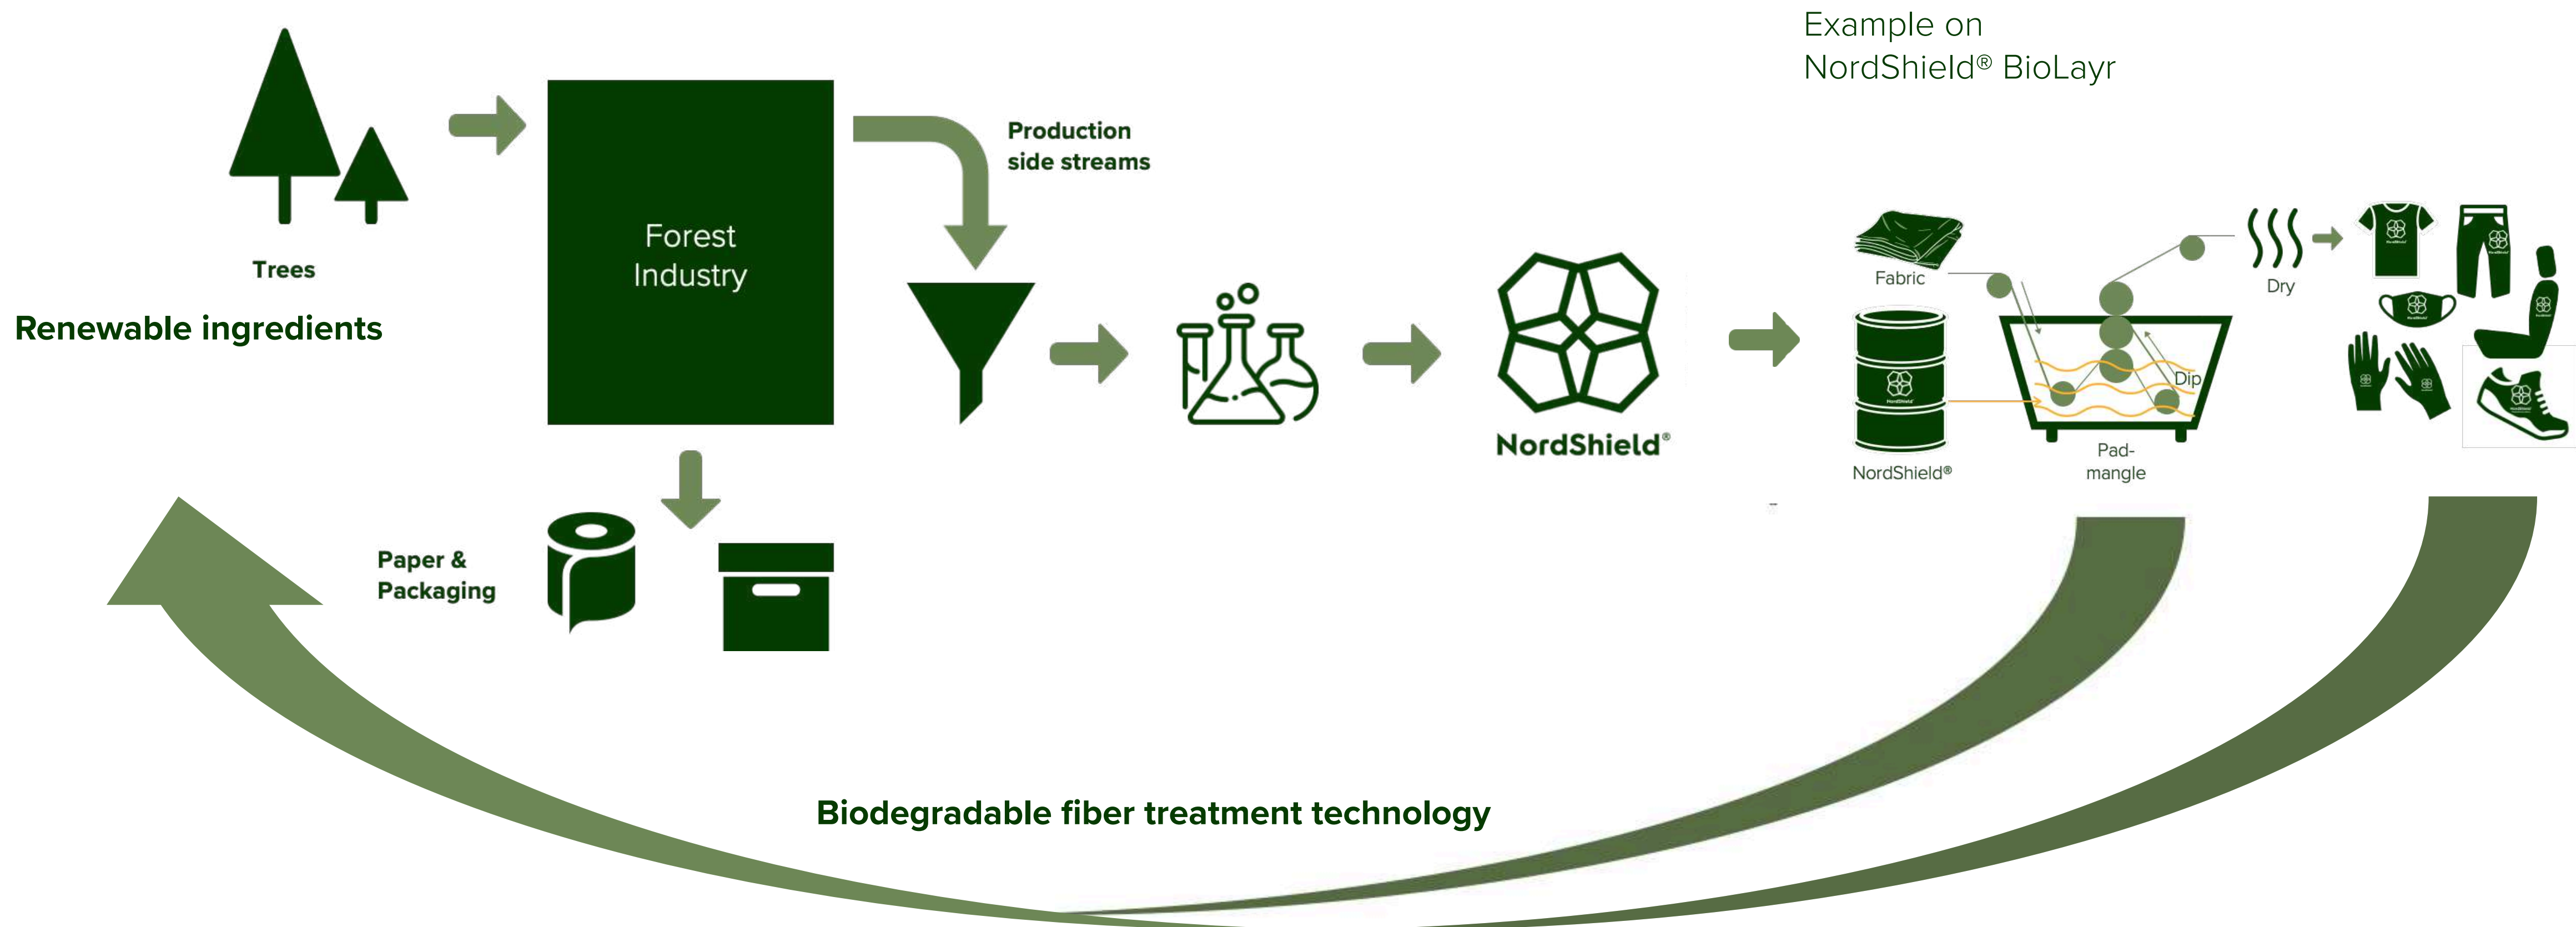 Example on
NordShield® BioLayr
Production
side streams
Forest
Industry
Trees
Renewable ingredients
Fabric
Dry
Dip
NordShield®
NordShield®
Pad-
mangle
Paper &
Packaging
Biodegradable fiber treatment technology